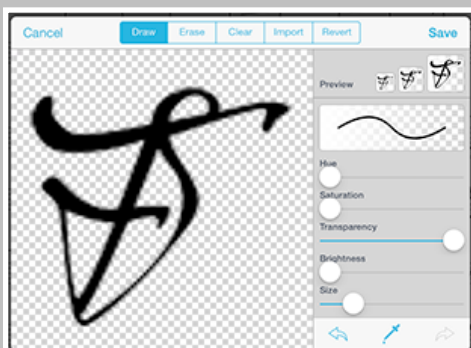 Cancel Draw Erase Clear Import Revert Save
Preview
Hue
Saturation
Transparency
Brightness
Size